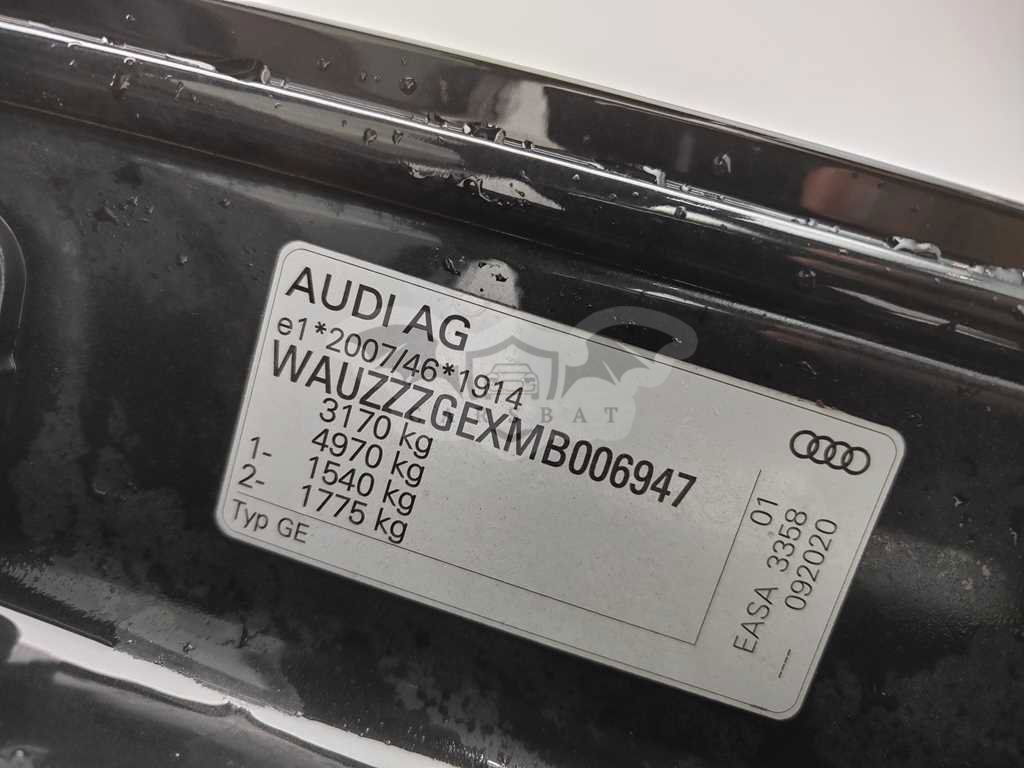 AUDI AG
e1*2007/46*1914
WAUZZZGEXMB006947
3170 kg
4970 kg
1- 1540 kg
2- 1775 kg
Typ GE
01
EASA 3358
---- 092020